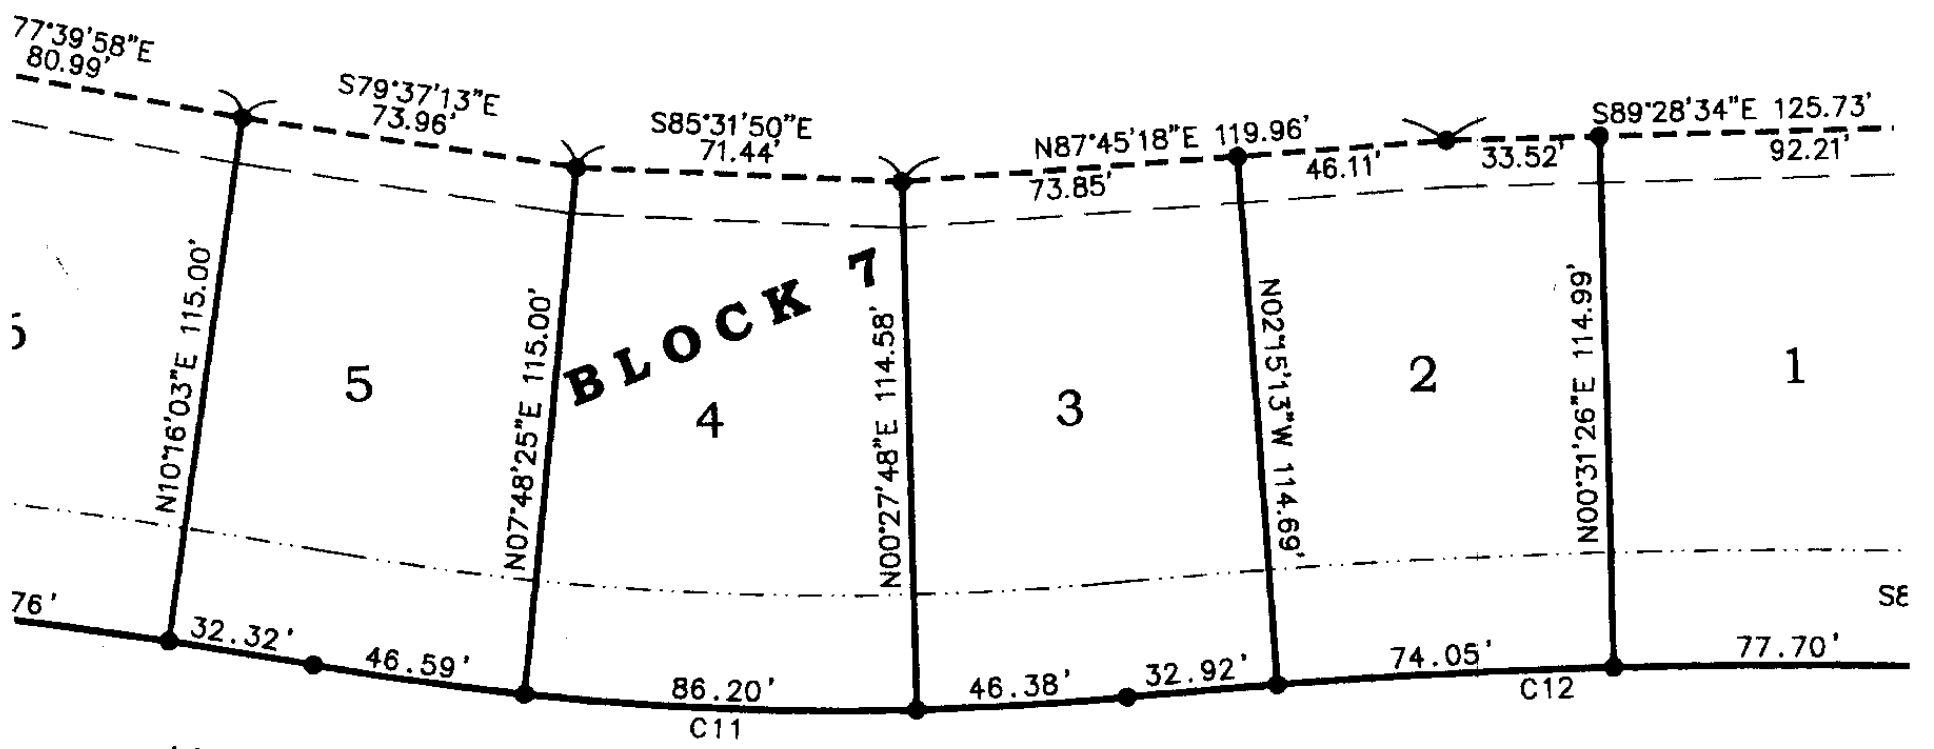 77°39'58"E
80.99'
S79°37'13"E
73.96'
S85°31'50"E
71.44'
N87°45'18"E 119.96'
73.85'
46.11'
33.52'
S89°28'34"E 125.73'
92.21'
N10°16'03"E 115.00'
N07°48'25"E 115.00'
BLOCK 7
N00°27'48"E 114.58'
N02°15'13"W 114.69'
N00°31'26"E 114.99'
5
4
3
2
1
76'
32.32'
46.59'
86.20'
C11
46.38'
32.92'
74.05'
C12
77.70'